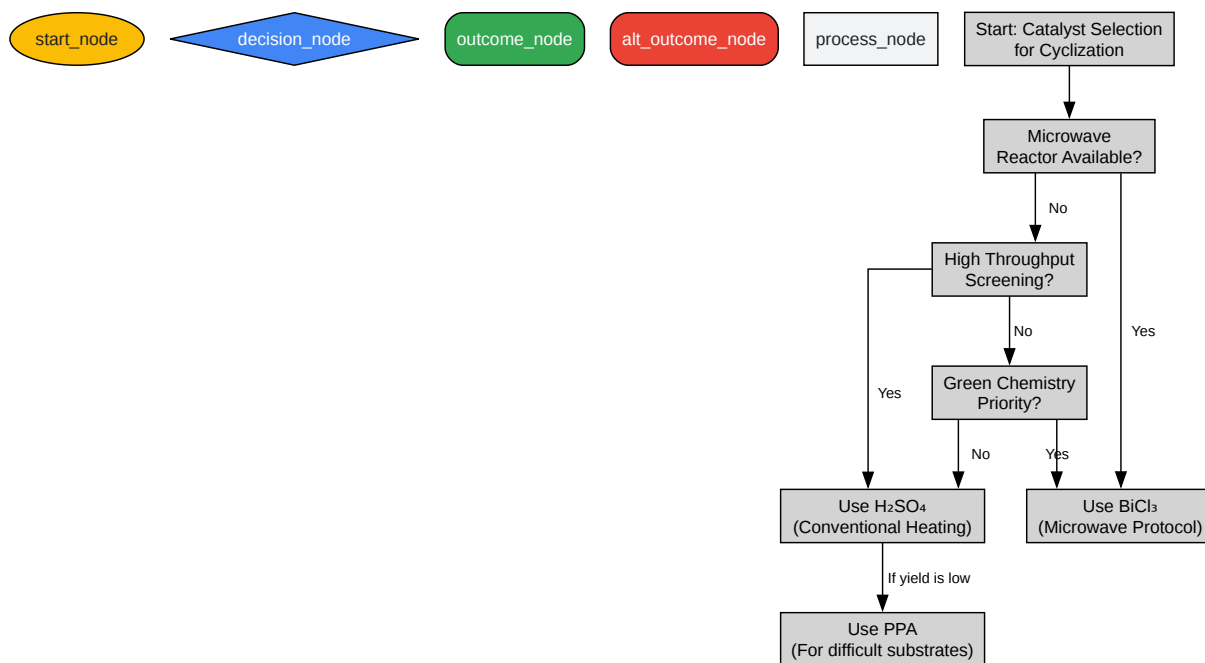 start_node
decision_node
outcome_node
alt_outcome_node
process_node
Start: Catalyst Selection
for Cyclization
Microwave
Reactor Available?
No
High Throughput
Screening?
Yes
No
Green Chemistry
Priority?
Yes
No
Yes
Use H₂SO₄
(Conventional Heating)
Use BiCl₃
(Microwave Protocol)
If yield is low
Use PPA
(For difficult substrates)